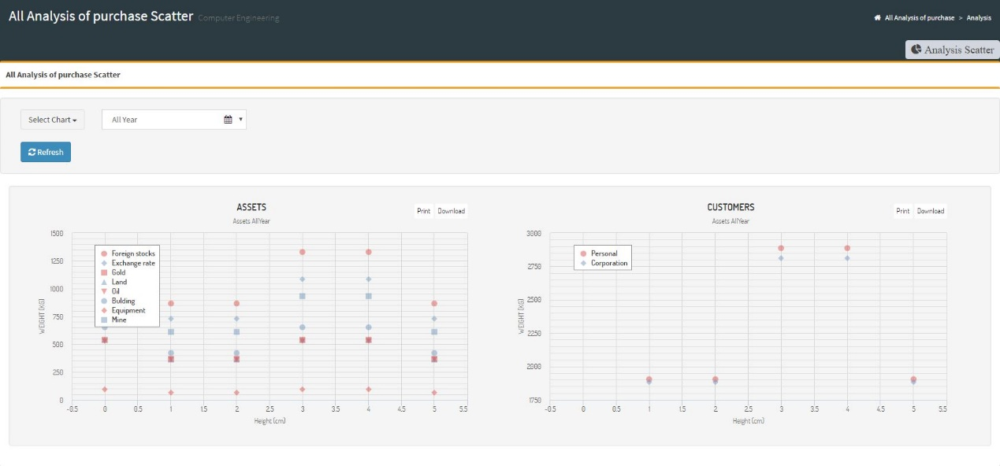 All Analysis of purchase Scatter Computer Engineering
All Analysis of purchase > Analysis
Analysis Scatter
All Analysis of purchase Scatter
Select Chart
All Year
Refresh
ASSETS
Print Download
Assets AllYear
1500
1250
1000
750
500
250
0
WEIGHT (KG)
Foreign stocks
Exchange rate
Gold
Land
Oil
Bulding
Equipment
Mine
-0.5 0 0.5 1 1.5 2 2.5 3 3.5 4 4.5 5 5.5
Height (cm)
CUSTOMERS
Print Download
Assets AllYear
3000
2750
2500
2250
2000
1750
WEIGHT (KG)
Personal
Corporation
-0.5 0 0.5 1 1.5 2 2.5 3 3.5 4 4.5 5 5.5
Height (cm)